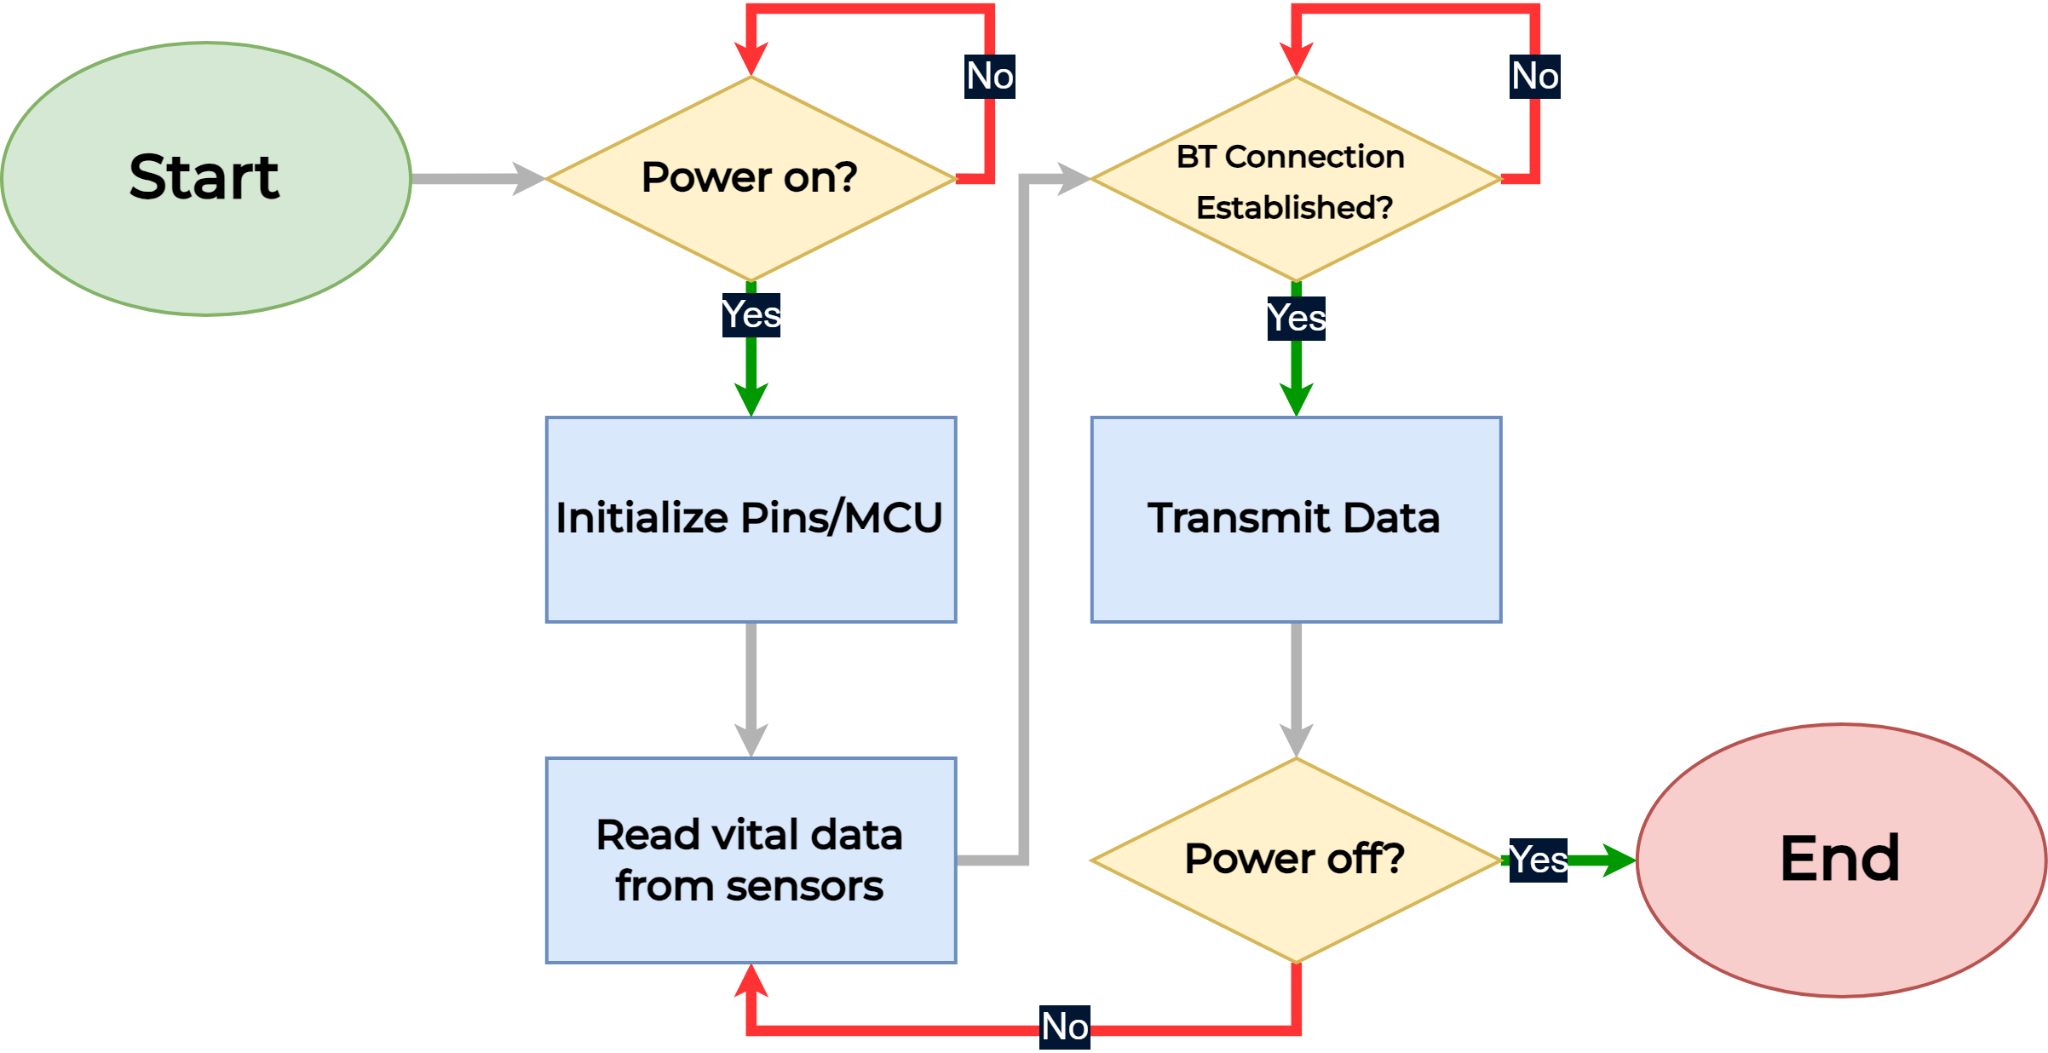 Start
Power on?
No
Yes
Initialize Pins/MCU
Read vital data
from sensors
BT Connection
Established?
No
Yes
Transmit Data
Power off?
Yes
No
End